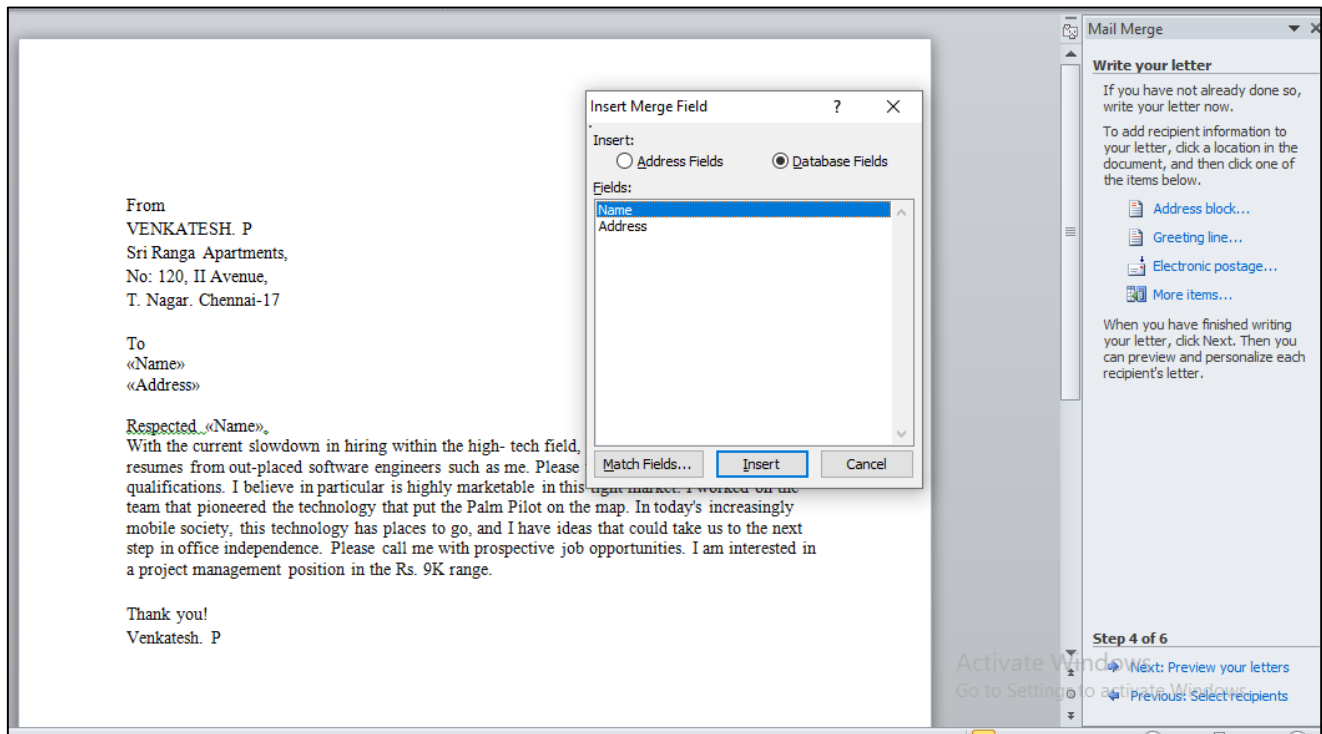 Mail Merge
Write your letter
If you have not already done so,
write your letter now.
To add recipient information to
your letter, click a location in the
document, and then click one of
the items below.
Address block...
Greeting line...
Electronic postage...
More items...
When you have finished writing
your letter, click Next. Then you
can preview and personalize each
recipient's letter.
Step 4 of 6
Next: Preview your letters
Previous: Select recipients
Activate Windows
Go to Settings to activate Windows.
Insert Merge Field ?
Insert:
Address Fields Database Fields
Fields:
Name
Address
Match Fields... Insert Cancel
From
VENKATESH. P
Sri Ranga Apartments,
No: 120, II Avenue,
T. Nagar. Chennai-17
To
«Name»
«Address»
Respected «Name»,
With the current slowdown in hiring within the high- tech field,
resumes from out-placed software engineers such as me. Please
qualifications. I believe in particular is highly marketable in this tight market. I worked on the
team that pioneered the technology that put the Palm Pilot on the map. In today's increasingly
mobile society, this technology has places to go, and I have ideas that could take us to the next
step in office independence. Please call me with prospective job opportunities. I am interested in
a project management position in the Rs. 9K range.
Thank you!
Venkatesh. P